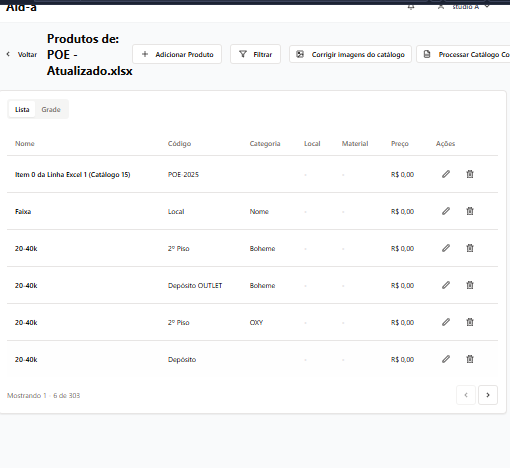 Ald-a
studio A
Voltar
Produtos de:
POE -
Atualizado.xlsx
Adicionar Produto
Filtrar
Corrigir imagens do catálogo
Processar Catálogo Co
Lista Grade
Nome Código Categoria Local Material Preço Ações
Item 0 da Linha Excel 1 (Catálogo 15) POE-2025 - - R$ 0,00
Faixa Local Nome - - R$ 0,00
20-40k 2º Piso Boheme - - R$ 0,00
20-40k Depósito OUTLET Boheme - - R$ 0,00
20-40k 2º Piso OXY - - R$ 0,00
20-40k Depósito - - R$ 0,00
Mostrando 1 - 6 de 303